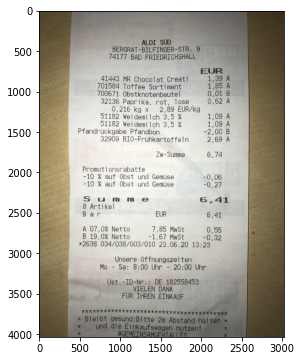 ALDI SÜD
BERGRAT-BILFINGER-STR. 9
74177 BAD FRIEDRICHSHALL
EUR
41443 MR Chocolat Creati 1,39 A
701584 Toffee Sortiment 1,85 A
700671 Obstknotenbeutel 0,01 B
32136 Paprika, rot, lose 0,62 A
0,216 kg x 2,89 EUR/kg
51182 Weidemilch 3,5 % 1,09 A
51182 Weidemilch 3,5 % 1,09 A
Pfandrückgabe Pfandbon -2,00 B
32909 BIO-Frühkartoffeln 2,69 A
Zw-Summe 6,74
Promotionsrabatte
-10 % auf Obst und Gemüse -0,06
-10 % auf Obst und Gemüse -0,27
Summe 6,41
8 Artikel
Bar EUR 6,41
A 07,0% Netto 7,85 MwSt 0,55
B 19,0% Netto -1,67 MwSt -0,32
*2638 034/008/003/010 23.06.20 13:23
Unsere Öffnungszeiten
Mo - Sa: 8:00 Uhr - 20:00 Uhr
Ust.-ID-Nr.: DE 182558453
VIELEN DANK
FÜR IHREN EINKAUF
* Bleibt gesund:Bitte 2m Abstand halten *
* und die Einkaufswagen nutzen! *
#GEMEINSAMGEHTALLES
0 500 1000 1500 2000 2500 3000
0
500
1000
1500
2000
2500
3000
3500
4000